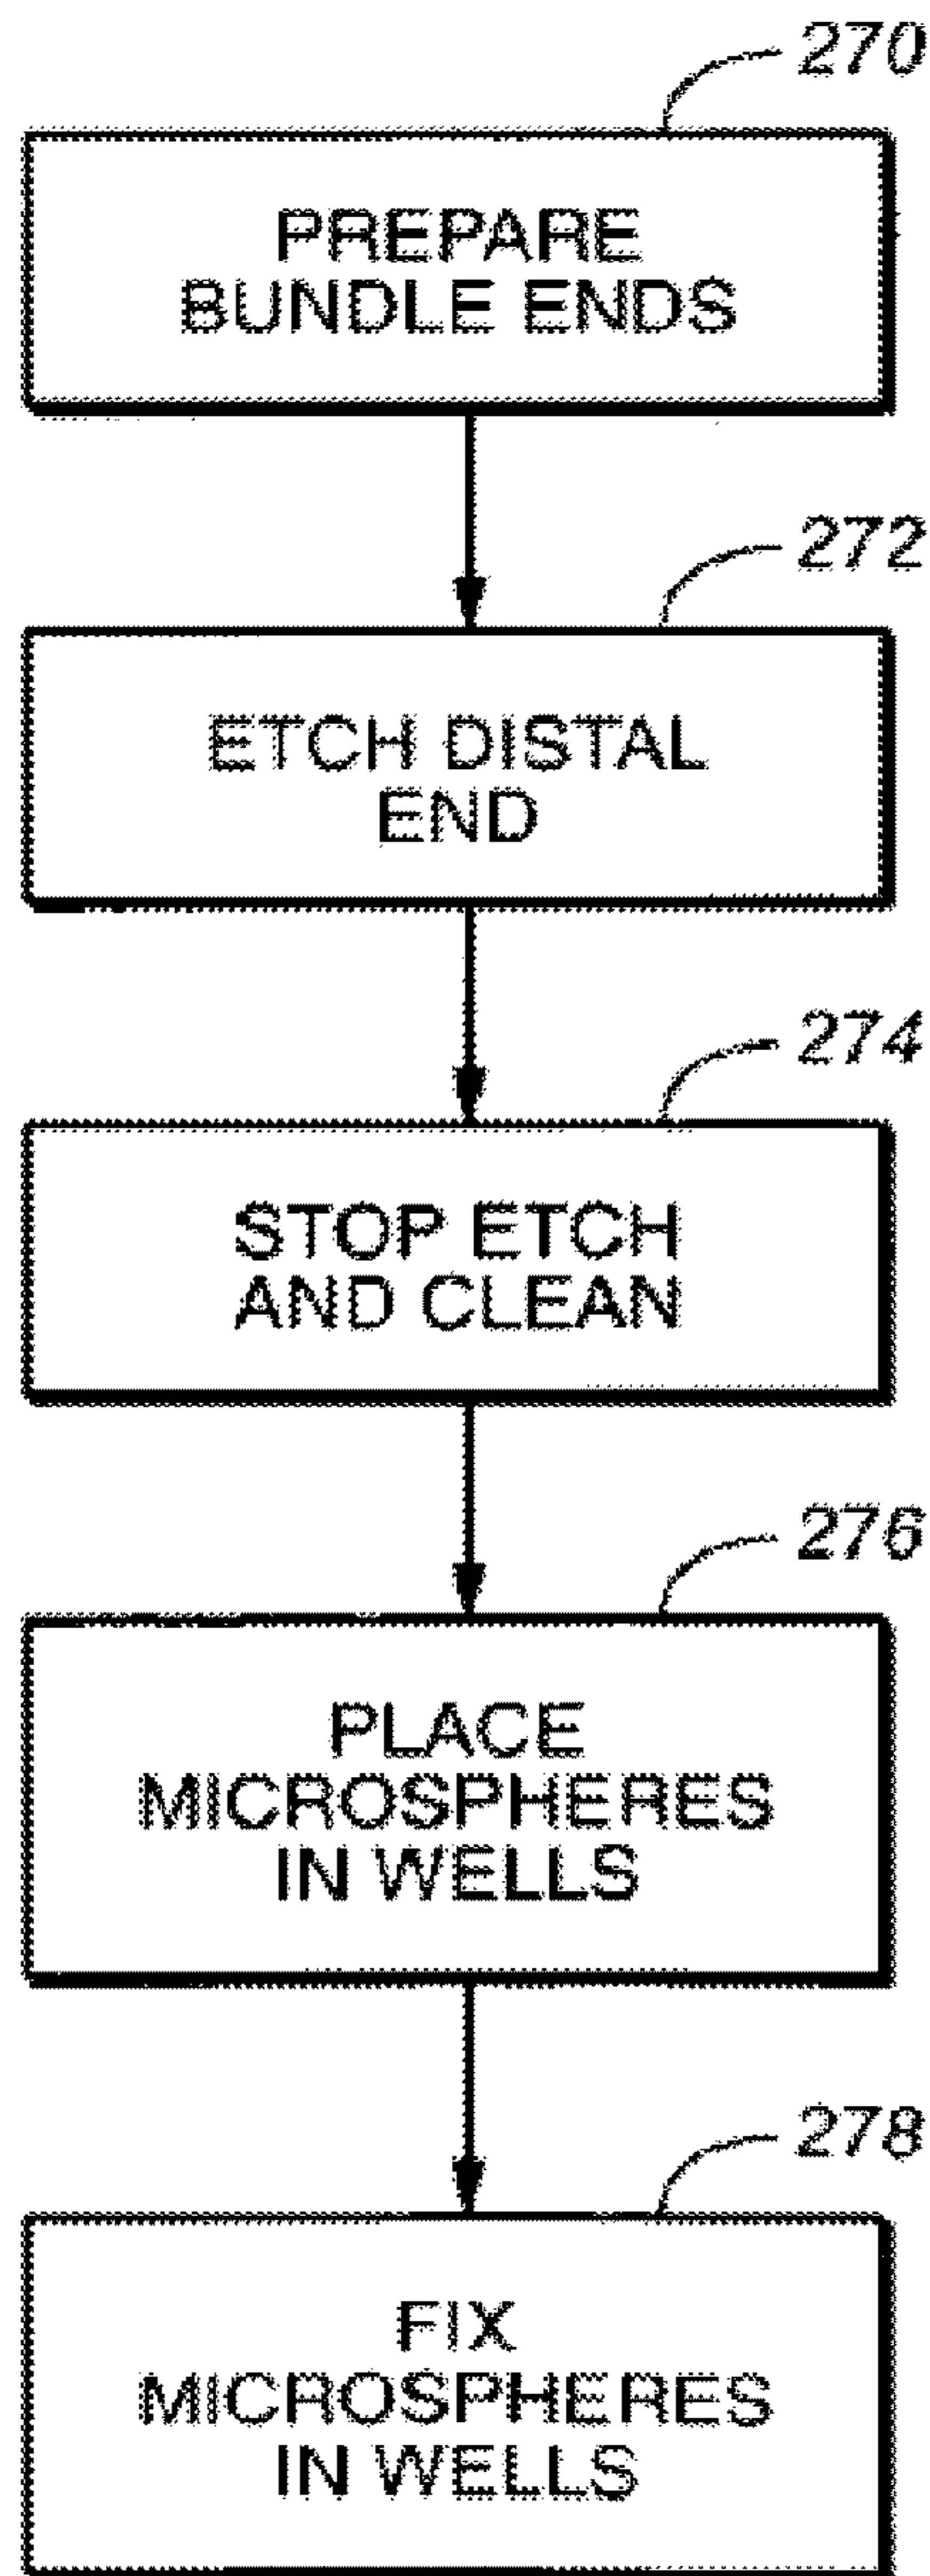 270
PREPARE
BUNDLE ENDS
272
ETCH DISTAL
END
274
STOP ETCH
AND CLEAN
276
PLACE
MICROSPHERES
IN WELLS
278
FIX
MICROSPHERES
IN WELLS